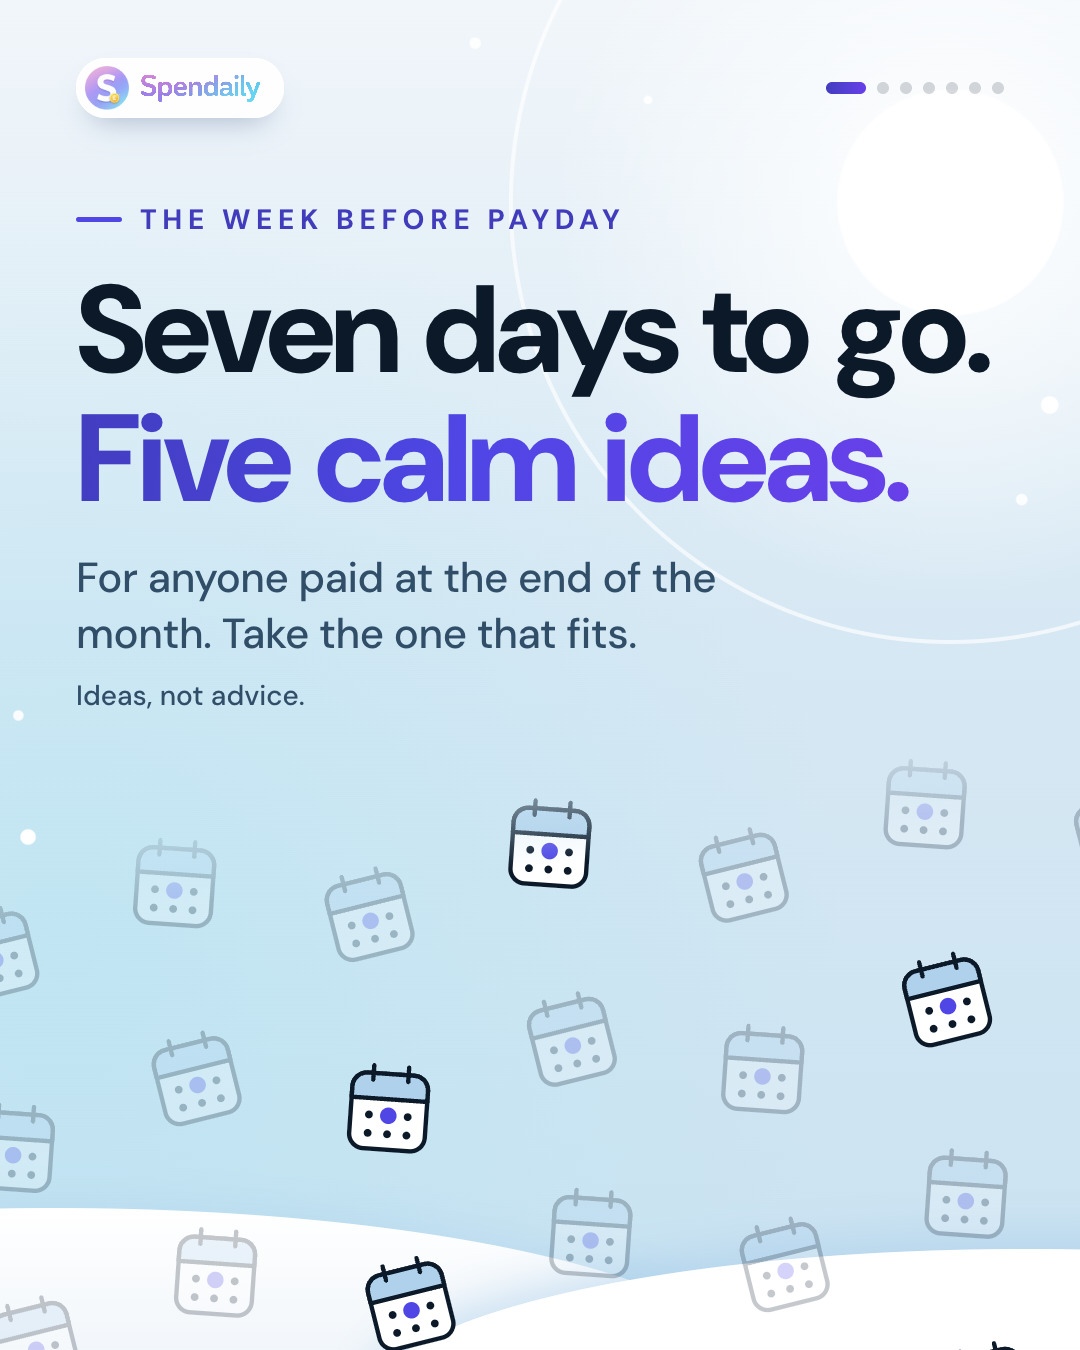 Spendaily
THE WEEK BEFORE PAYDAY
Seven days to go.
Five calm ideas.
For anyone paid at the end of the
month. Take the one that fits.
Ideas, not advice.